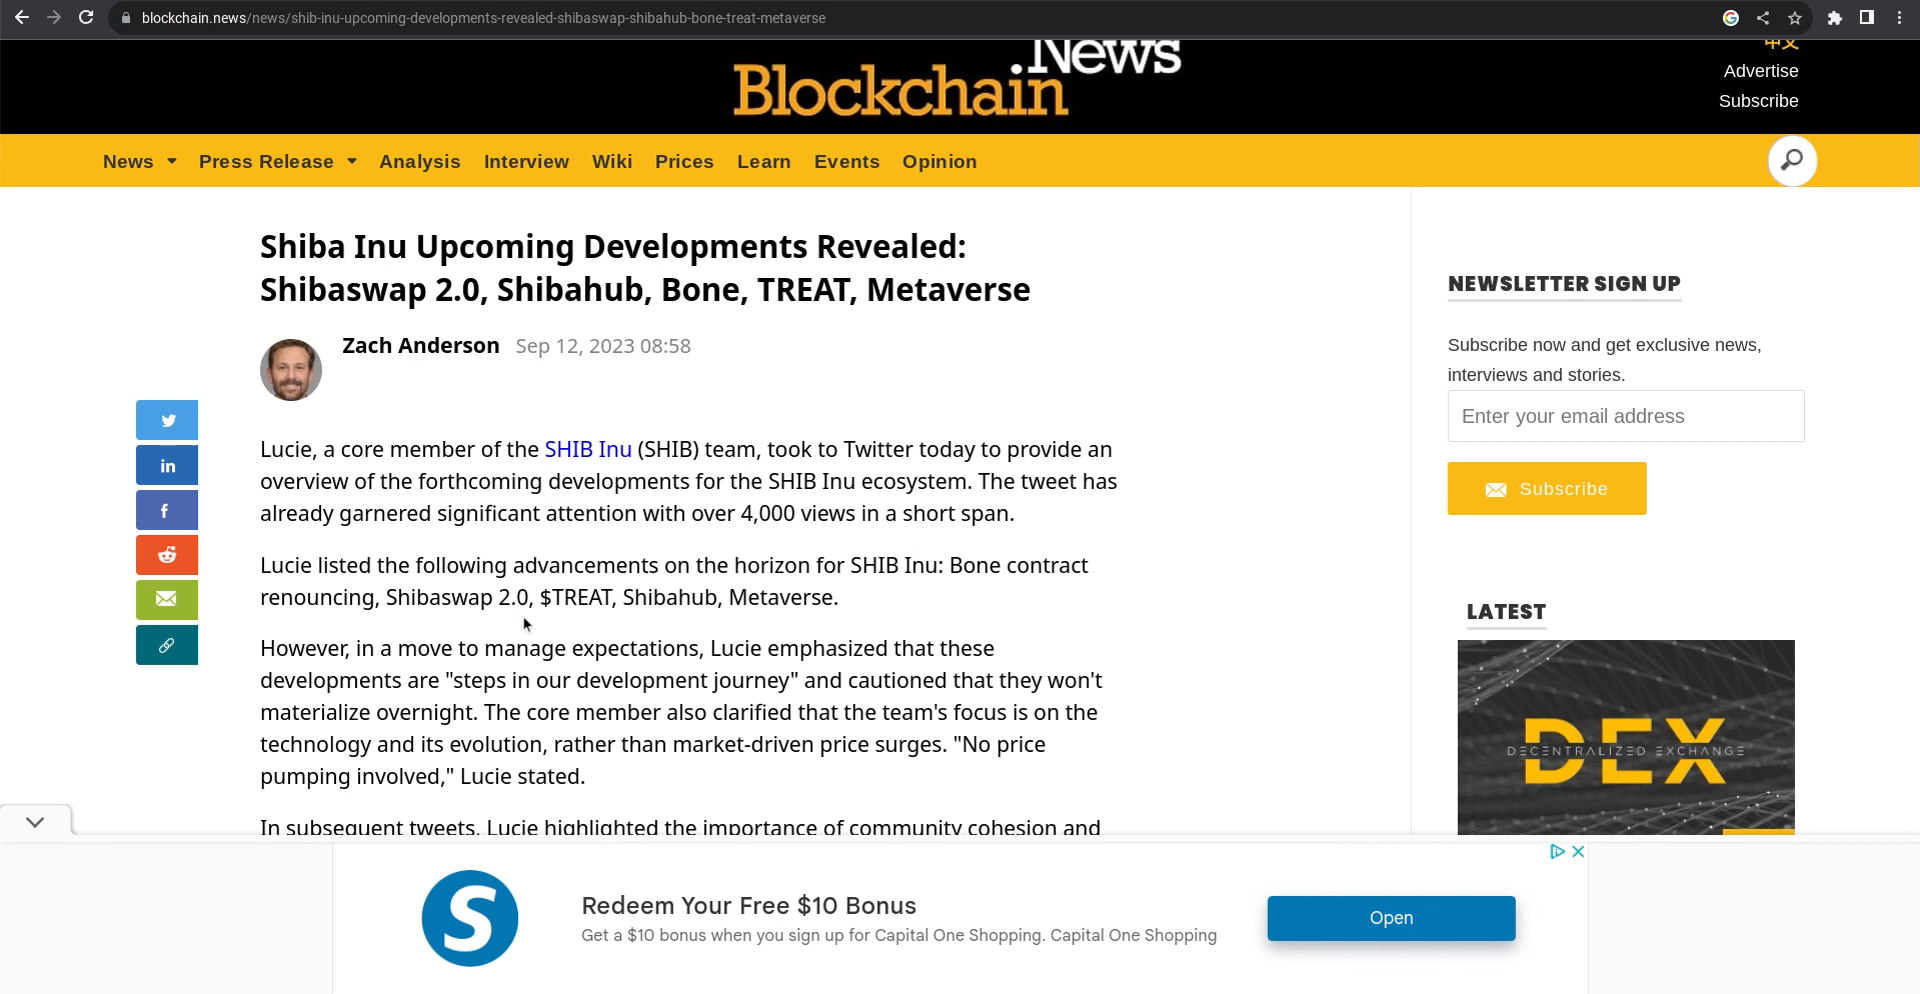 blockchain.news/news/shib-inu-upcoming-developments-revealed-shibaswap-shibahub-bone-treat-metaverse
中文
.News
Blockchain
Advertise
Subscribe
News Press Release Analysis Interview Wiki Prices Learn Events Opinion
Shiba Inu Upcoming Developments Revealed:
Shibaswap 2.0, Shibahub, Bone, TREAT, Metaverse
Zach Anderson Sep 12, 2023 08:58
Lucie, a core member of the SHIB Inu (SHIB) team, took to Twitter today to provide an
overview of the forthcoming developments for the SHIB Inu ecosystem. The tweet has
already garnered significant attention with over 4,000 views in a short span.
Lucie listed the following advancements on the horizon for SHIB Inu: Bone contract
renouncing, Shibaswap 2.0, $TREAT, Shibahub, Metaverse.
However, in a move to manage expectations, Lucie emphasized that these
developments are "steps in our development journey" and cautioned that they won't
materialize overnight. The core member also clarified that the team's focus is on the
technology and its evolution, rather than market-driven price surges. "No price
pumping involved," Lucie stated.
In subsequent tweets, Lucie highlighted the importance of community cohesion and
NEWSLETTER SIGN UP
Subscribe now and get exclusive news,
interviews and stories.
Enter your email address
Subscribe
LATEST
DEX
DECENTRALIZED EXCHANGE
S
Redeem Your Free $10 Bonus
Get a $10 bonus when you sign up for Capital One Shopping. Capital One Shopping
Open